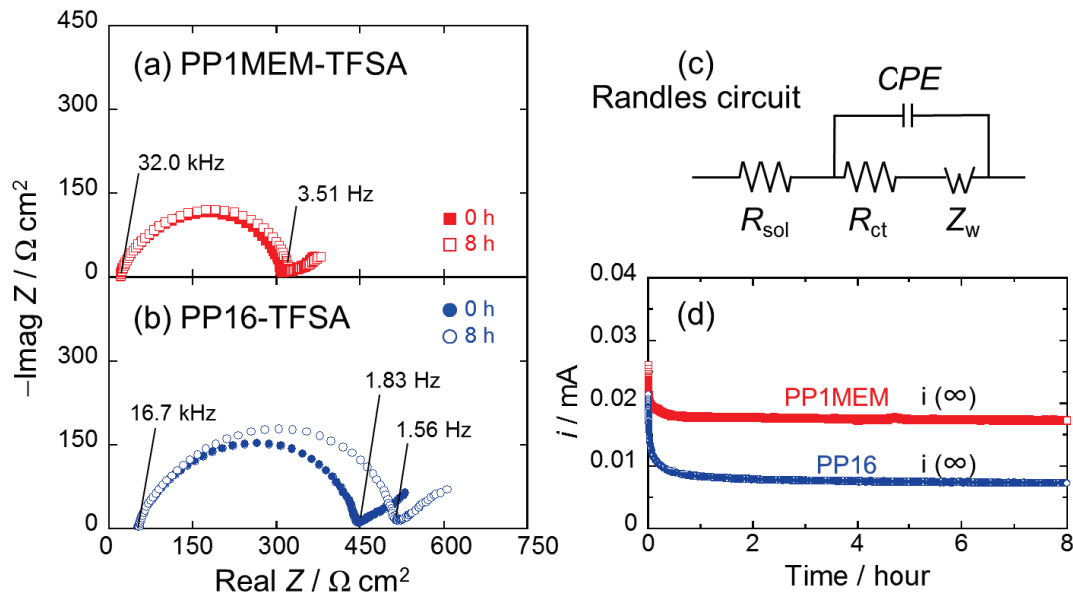 (a) PP1MEM-TFSA
450
300
150
0
32.0 kHz
3.51 Hz
0 h
8 h
(b) PP16-TFSA
300
150
0
16.7 kHz
1.83 Hz
1.56 Hz
0 h
8 h
0 150 300 450 600 750
Real Z / Ω cm²
−Imag Z / Ω cm²
(c)
Randles circuit
CPE
R_sol R_ct Z_w
(d)
0.04
0.03
0.02
0.01
0
PP1MEM i (∞)
PP16 i (∞)
0 2 4 6 8
Time / hour
i / mA